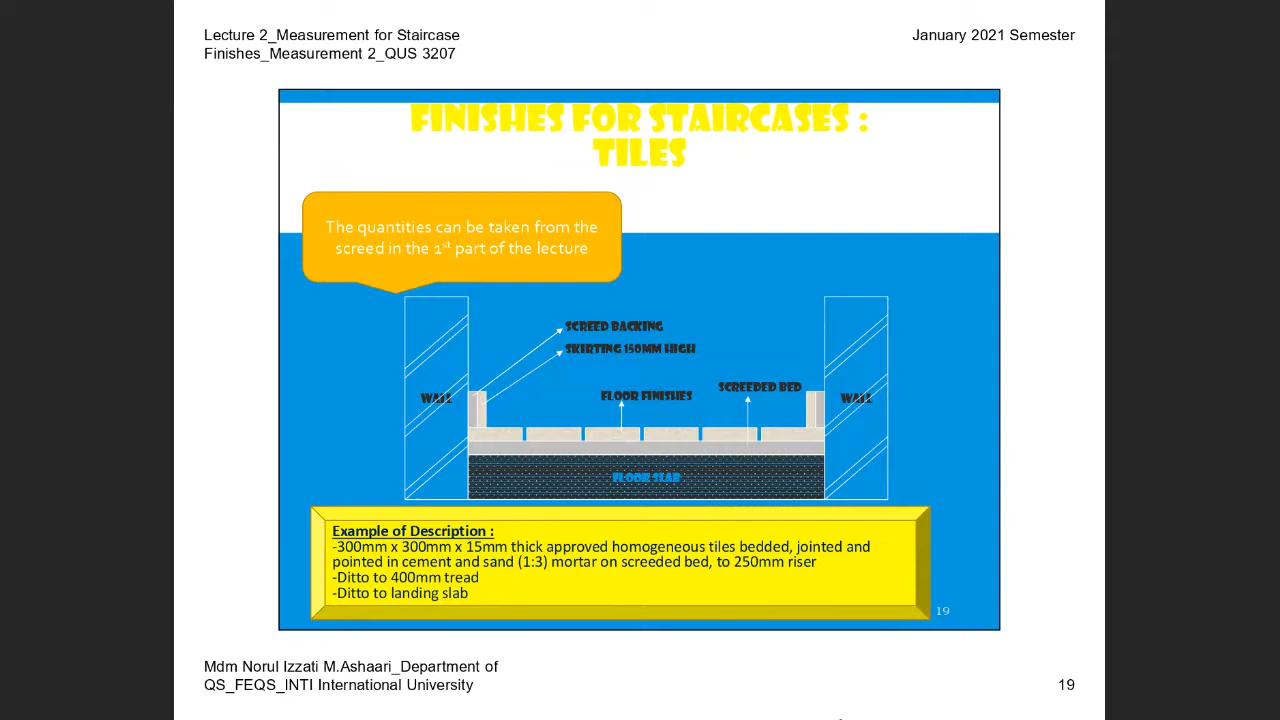 Lecture 2_Measurement for Staircase
Finishes_Measurement 2_QUS 3207
January 2021 Semester
FINISHES FOR STAIRCASES :
TILES
The quantities can be taken from the
screed in the 1st part of the lecture
SCREED BACKING
SKIRTING 150MM HIGH
SCREEDED BED
FLOOR FINISHES
WALL
WALL
FLOOR SLAB
Example of Description :
-300mm x 300mm x 15mm thick approved homogeneous tiles bedded, jointed and
pointed in cement and sand (1:3) mortar on screeded bed, to 250mm riser
-Ditto to 400mm tread
-Ditto to landing slab
19
Mdm Norul Izzati M.Ashaari_Department of
QS_FEQS_INTI International University
19